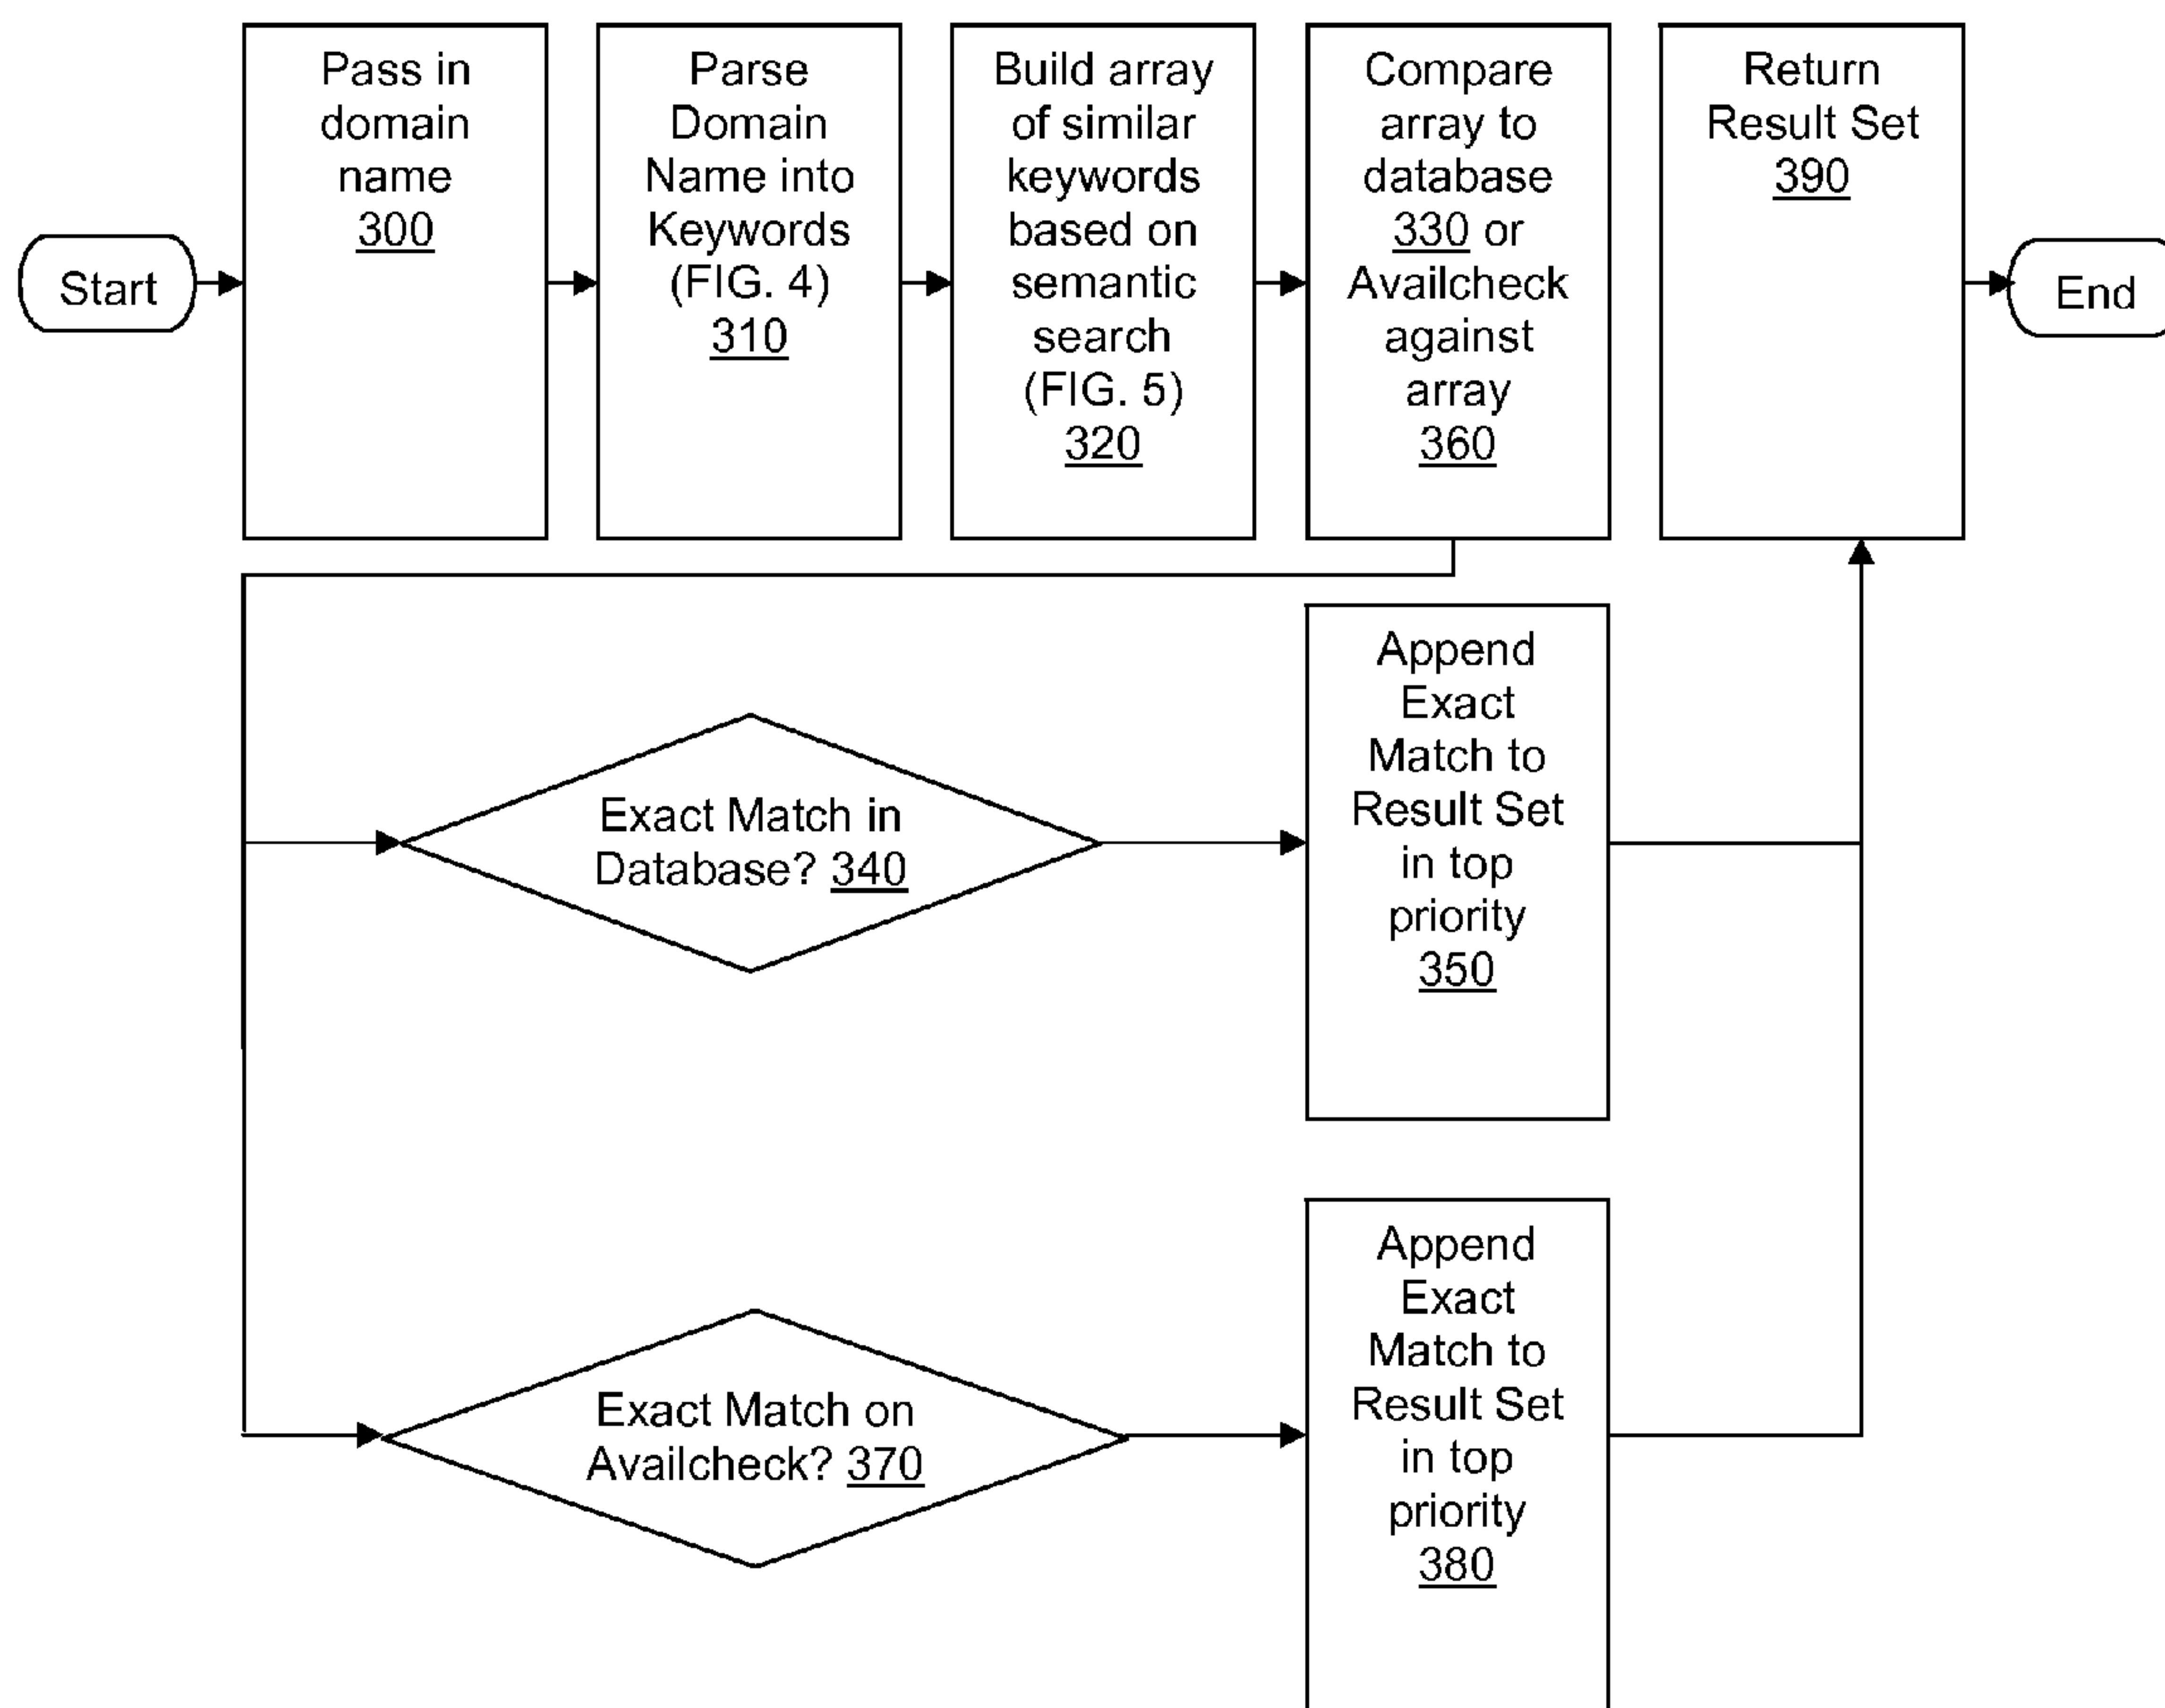 Start
Pass in
domain
name
300
Parse
Domain
Name into
Keywords
(FIG. 4)
310
Build array
of similar
keywords
based on
semantic
search
(FIG. 5)
320
Compare
array to
database
330 or
Availcheck
against
array
360
Return
Result Set
390
End
Exact Match in
Database? 340
Append
Exact
Match to
Result Set
in top
priority
350
Exact Match on
Availcheck? 370
Append
Exact
Match to
Result Set
in top
priority
380